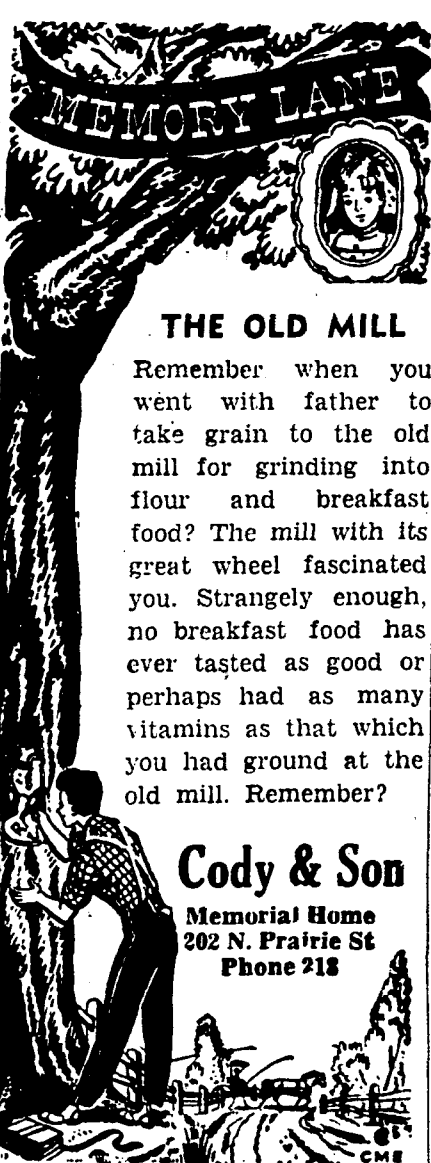 MEMORY LANE
THE OLD MILL
Remember when you
went with father to
take grain to the old
mill for grinding into
flour and breakfast
food? The mill with its
great wheel fascinated
you. Strangely enough,
no breakfast food has
ever tasted as good or
perhaps had as many
vitamins as that which
you had ground at the
old mill. Remember?
Cody & Son
Memorial Home
202 N. Prairie St
Phone 218
CME